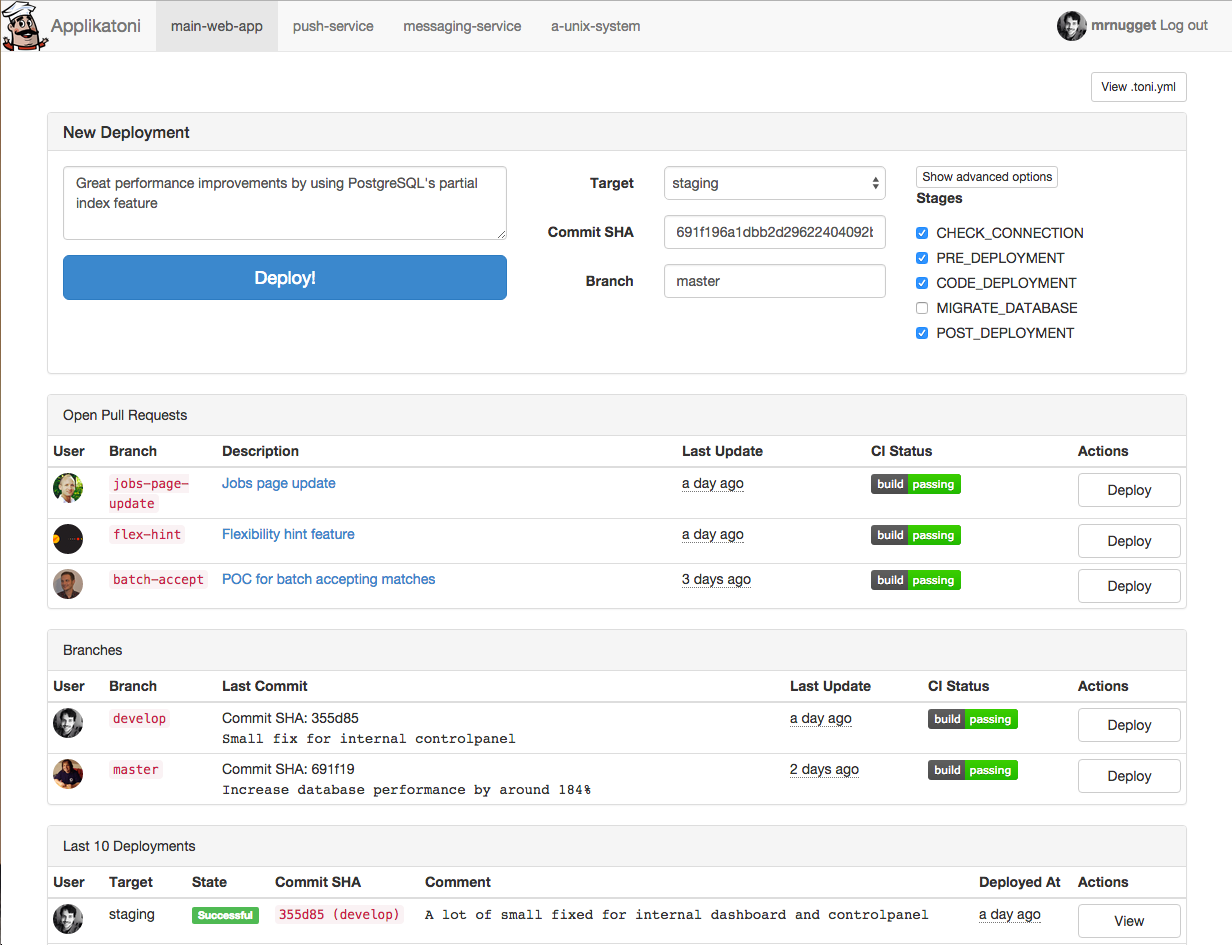 Applikatoni main-web-app push-service messaging-service a-unix-system mrnugget Log out
View .toni.yml
New Deployment
Great performance improvements by using PostgreSQL's partial
index feature
Deploy!
Target staging
Commit SHA 691f196a1dbb2d29622404092b
Branch master
Show advanced options
Stages
CHECK_CONNECTION
PRE_DEPLOYMENT
CODE_DEPLOYMENT
MIGRATE_DATABASE
POST_DEPLOYMENT
Open Pull Requests
User Branch Description Last Update CI Status Actions
jobs-page-
update Jobs page update a day ago build passing Deploy
flex-hint Flexibility hint feature a day ago build passing Deploy
batch-accept POC for batch accepting matches 3 days ago build passing Deploy
Branches
User Branch Last Commit Last Update CI Status Actions
develop Commit SHA: 355d85 a day ago build passing Deploy
Small fix for internal controlpanel
master Commit SHA: 691f19 2 days ago build passing Deploy
Increase database performance by around 184%
Last 10 Deployments
User Target State Commit SHA Comment Deployed At Actions
staging Successful 355d85 (develop) A lot of small fixed for internal dashboard and controlpanel a day ago View